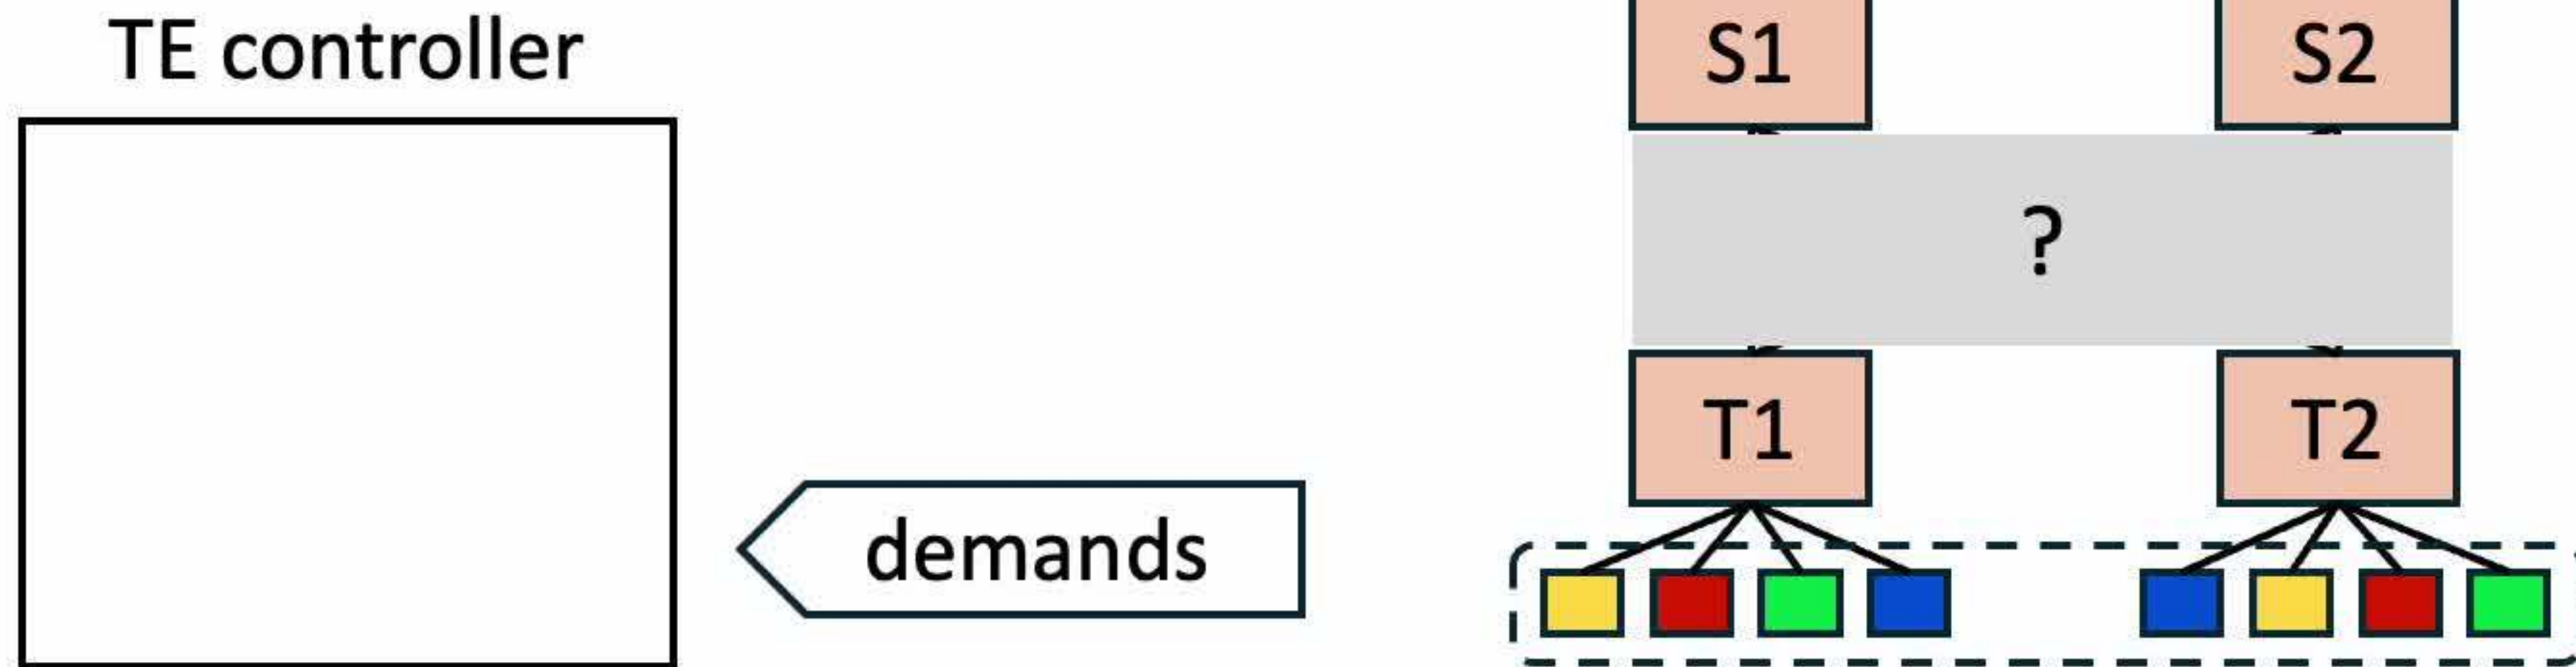 TE controller
S1
S2
?
T1
T2
demands